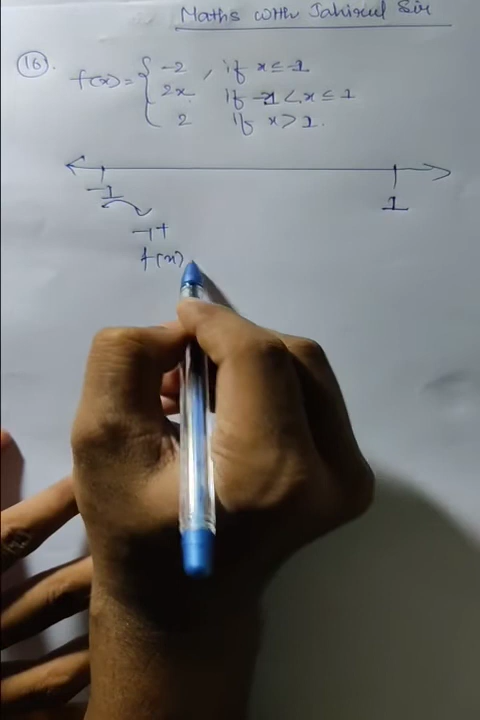 Maths with Jahirul Sir
16. f(x) = { -2, if x ≤ -1
2x if -1 < x ≤ 1
2 if x > 1.
-1 1
-1+
f(x)